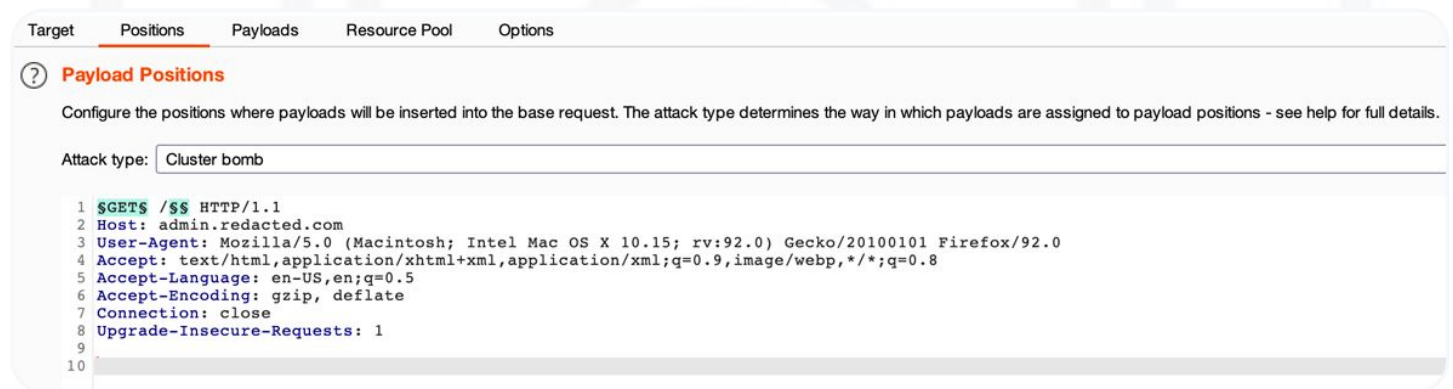 Target Positions Payloads Resource Pool Options
? Payload Positions
Configure the positions where payloads will be inserted into the base request. The attack type determines the way in which payloads are assigned to payload positions - see help for full details.
Attack type: Cluster bomb
1 §GET§ /§§ HTTP/1.1
2 Host: admin.redacted.com
3 User-Agent: Mozilla/5.0 (Macintosh; Intel Mac OS X 10.15; rv:92.0) Gecko/20100101 Firefox/92.0
4 Accept: text/html,application/xhtml+xml,application/xml;q=0.9,image/webp,*/*;q=0.8
5 Accept-Language: en-US,en;q=0.5
6 Accept-Encoding: gzip, deflate
7 Connection: close
8 Upgrade-Insecure-Requests: 1
9
10